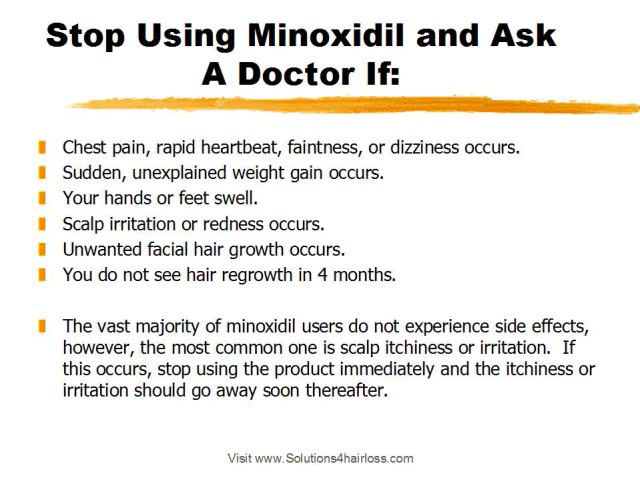 Stop Using Minoxidil and Ask
A Doctor If:
Chest pain, rapid heartbeat, faintness, or dizziness occurs.
Sudden, unexplained weight gain occurs.
Your hands or feet swell.
Scalp irritation or redness occurs.
Unwanted facial hair growth occurs.
You do not see hair regrowth in 4 months.
The vast majority of minoxidil users do not experience side effects,
however, the most common one is scalp itchiness or irritation.  If
this occurs, stop using the product immediately and the itchiness or
irritation should go away soon thereafter.
Visit www.Solutions4hairloss.com